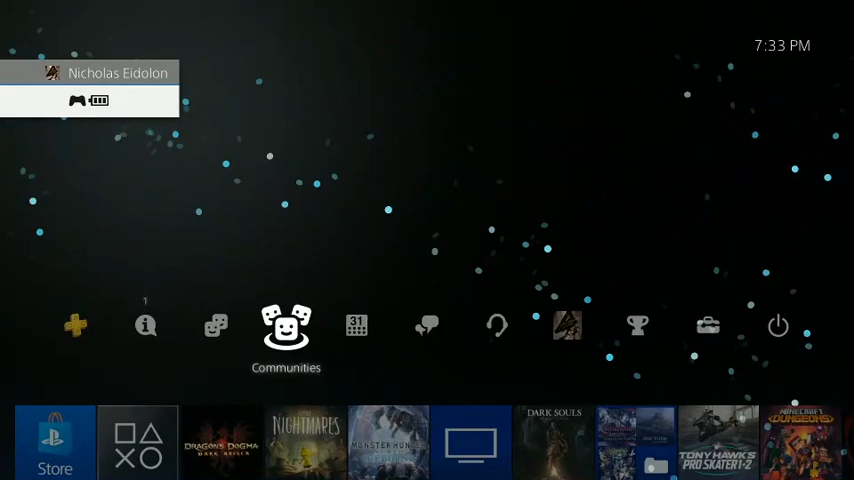 7:33 PM
Nicholas Eidolon
1
31
Communities
Store
DRAGON'S DOGMA
DARK ARISEN
LITTLE
NIGHTMARES
MONSTER HUNTER
DARK SOULS
TONY HAWK'S
PRO SKATER 1+2
MINECRAFT
DUNGEONS